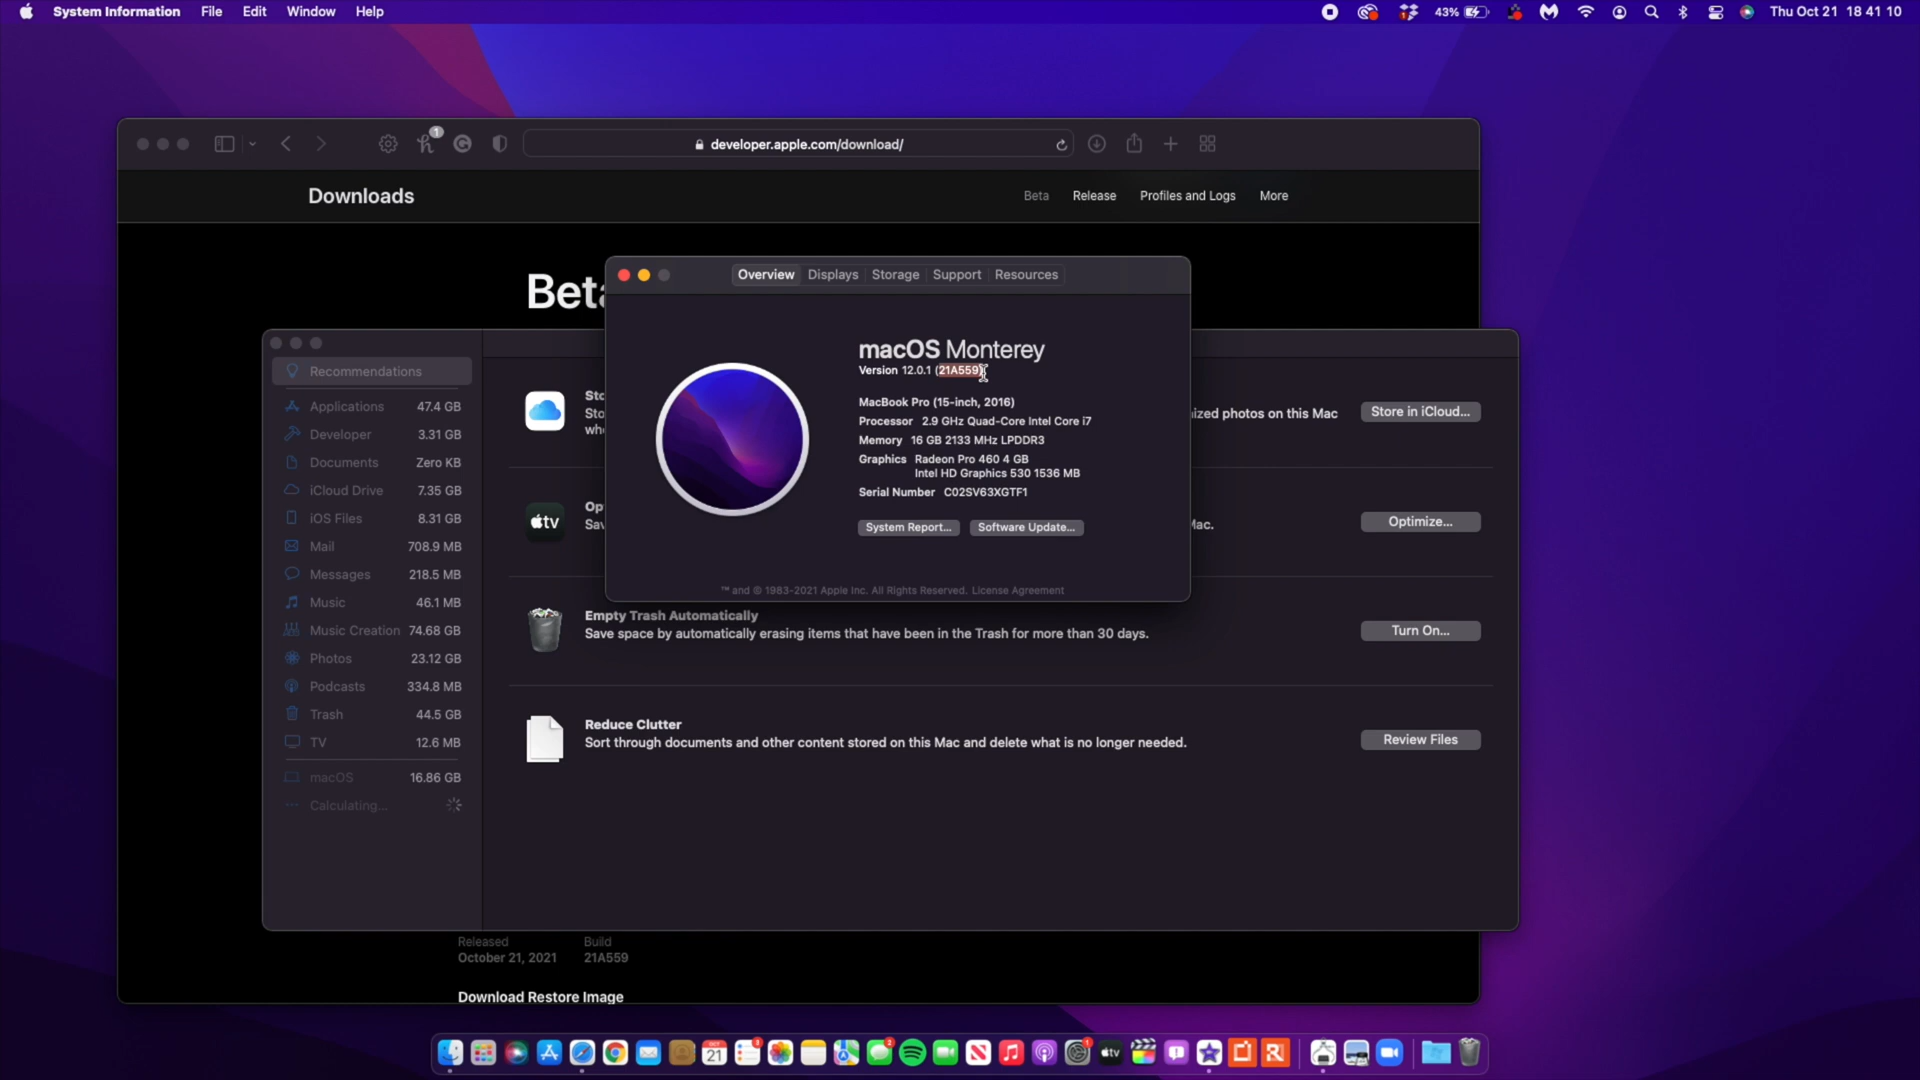 System Information File Edit Window Help
43%
Thu Oct 21 18 41 10
1
developer.apple.com/download/
Downloads
Beta Release Profiles and Logs More
Beta
Overview Displays Storage Support Resources
macOS Monterey
Version 12.0.1 (21A559)
MacBook Pro (15-inch, 2016)
Processor 2.9 GHz Quad-Core Intel Core i7
Memory 16 GB 2133 MHz LPDDR3
Graphics Radeon Pro 460 4 GB
Intel HD Graphics 530 1536 MB
Serial Number C02SV63XGTF1
System Report... Software Update...
™ and © 1983-2021 Apple Inc. All Rights Reserved. License Agreement
Recommendations
Applications 47.4 GB
Developer 3.31 GB
Documents Zero KB
iCloud Drive 7.35 GB
iOS Files 8.31 GB
Mail 708.9 MB
Messages 218.5 MB
Music 46.1 MB
Music Creation 74.68 GB
Photos 23.12 GB
Podcasts 334.8 MB
Trash 44.5 GB
TV 12.6 MB
macOS 16.86 GB
Calculating...
ized photos on this Mac
Store in iCloud...
tv
Mac.
Optimize...
Empty Trash Automatically
Save space by automatically erasing items that have been in the Trash for more than 30 days.
Turn On...
Reduce Clutter
Sort through documents and other content stored on this Mac and delete what is no longer needed.
Review Files
Released Build
October 21, 2021 21A559
Download Restore Image
OCT
21
3
2
1
tv